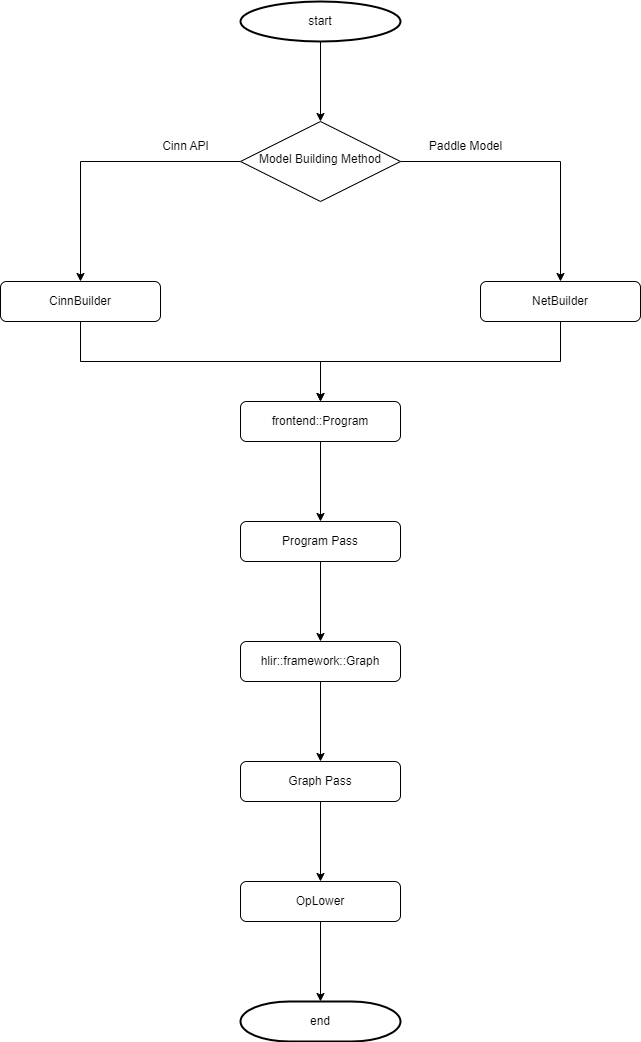 start
Cinn API
Model Building Method
Paddle Model
CinnBuilder
NetBuilder
frontend::Program
Program Pass
hlir::framework::Graph
Graph Pass
OpLower
end